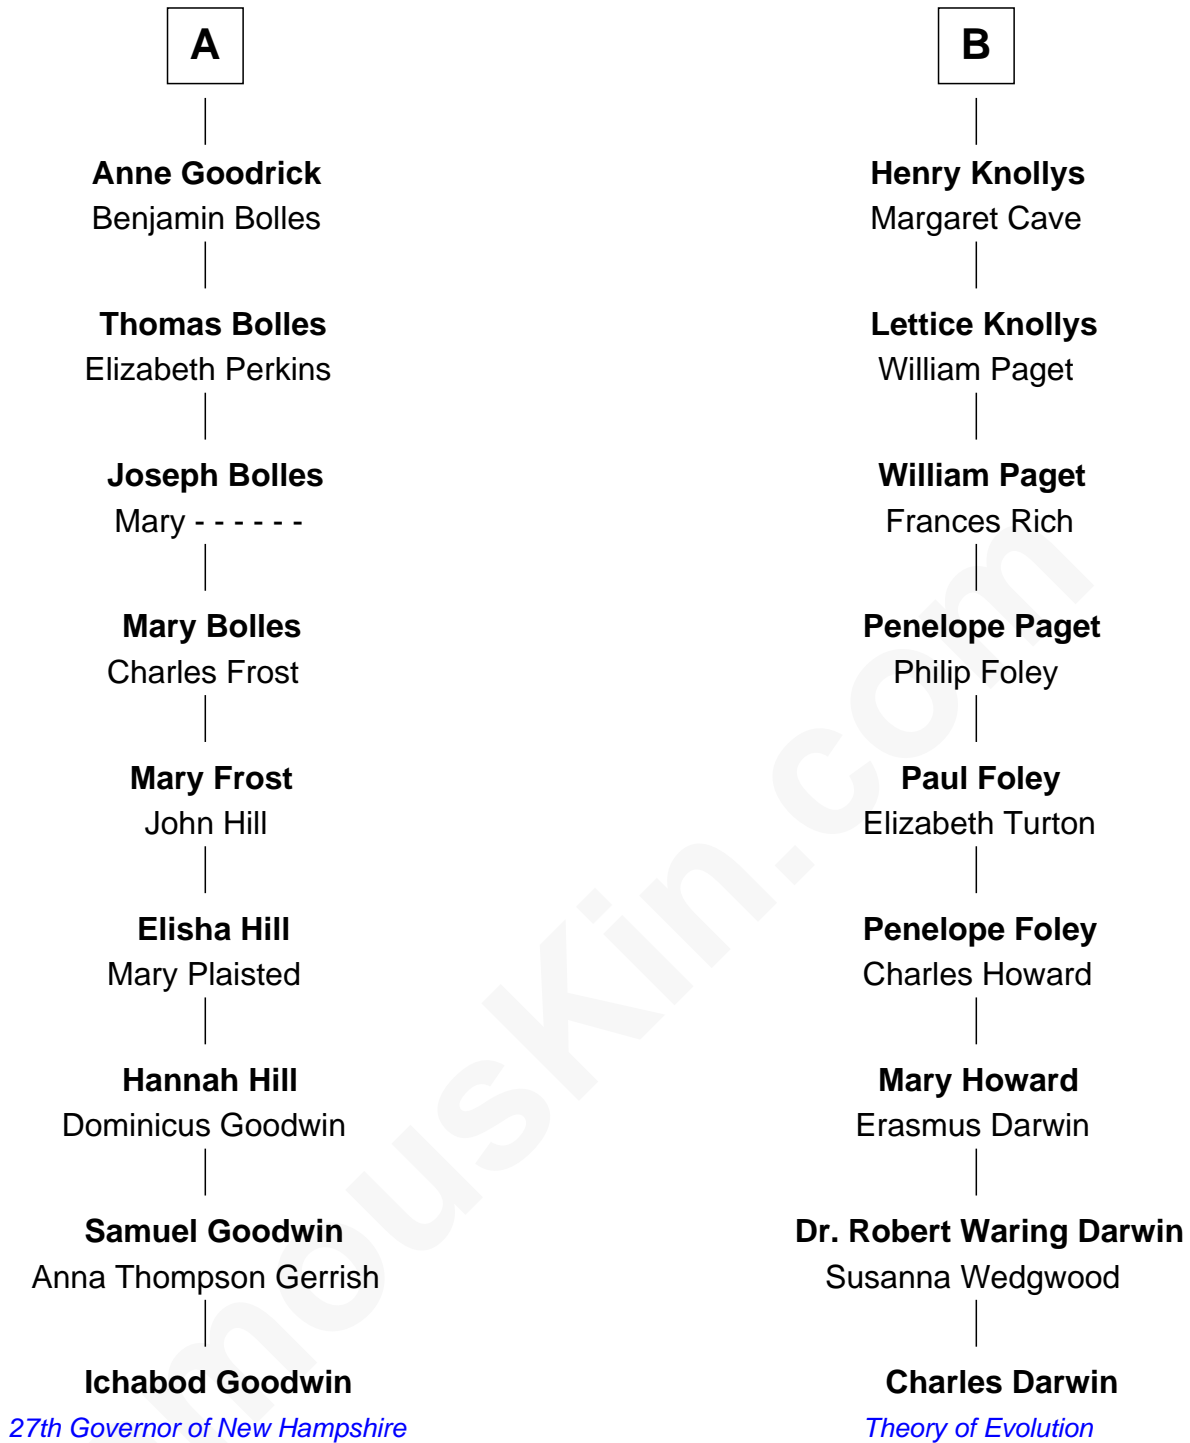 A
Anne Goodrick
Benjamin Bolles
Thomas Bolles
Elizabeth Perkins
Joseph Bolles
Mary - - - - - -
Mary Bolles
Charles Frost
Mary Frost
John Hill
Elisha Hill
Mary Plaisted
Hannah Hill
Dominicus Goodwin
Samuel Goodwin
Anna Thompson Gerrish
Ichabod Goodwin
27th Governor of New Hampshire
B
Henry Knollys
Margaret Cave
Lettice Knollys
William Paget
William Paget
Frances Rich
Penelope Paget
Philip Foley
Paul Foley
Elizabeth Turton
Penelope Foley
Charles Howard
Mary Howard
Erasmus Darwin
Dr. Robert Waring Darwin
Susanna Wedgwood
Charles Darwin
Theory of Evolution
mousKin.com